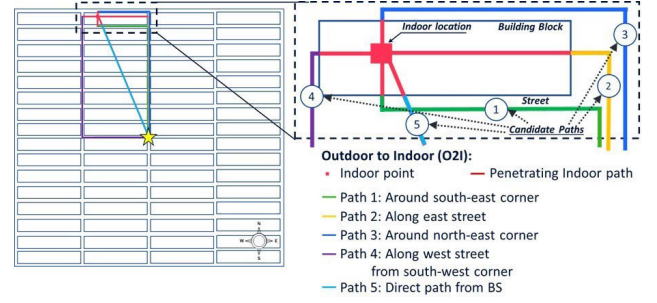 Indoor location
Building Block
3
2
4
Street
1
5
Candidate Paths
Outdoor to Indoor (O2I):
Indoor point
Penetrating Indoor path
Path 1: Around south-east corner
Path 2: Along east street
Path 3: Around north-east corner
Path 4: Along west street
from south-west corner
Path 5: Direct path from BS
N
W E
S